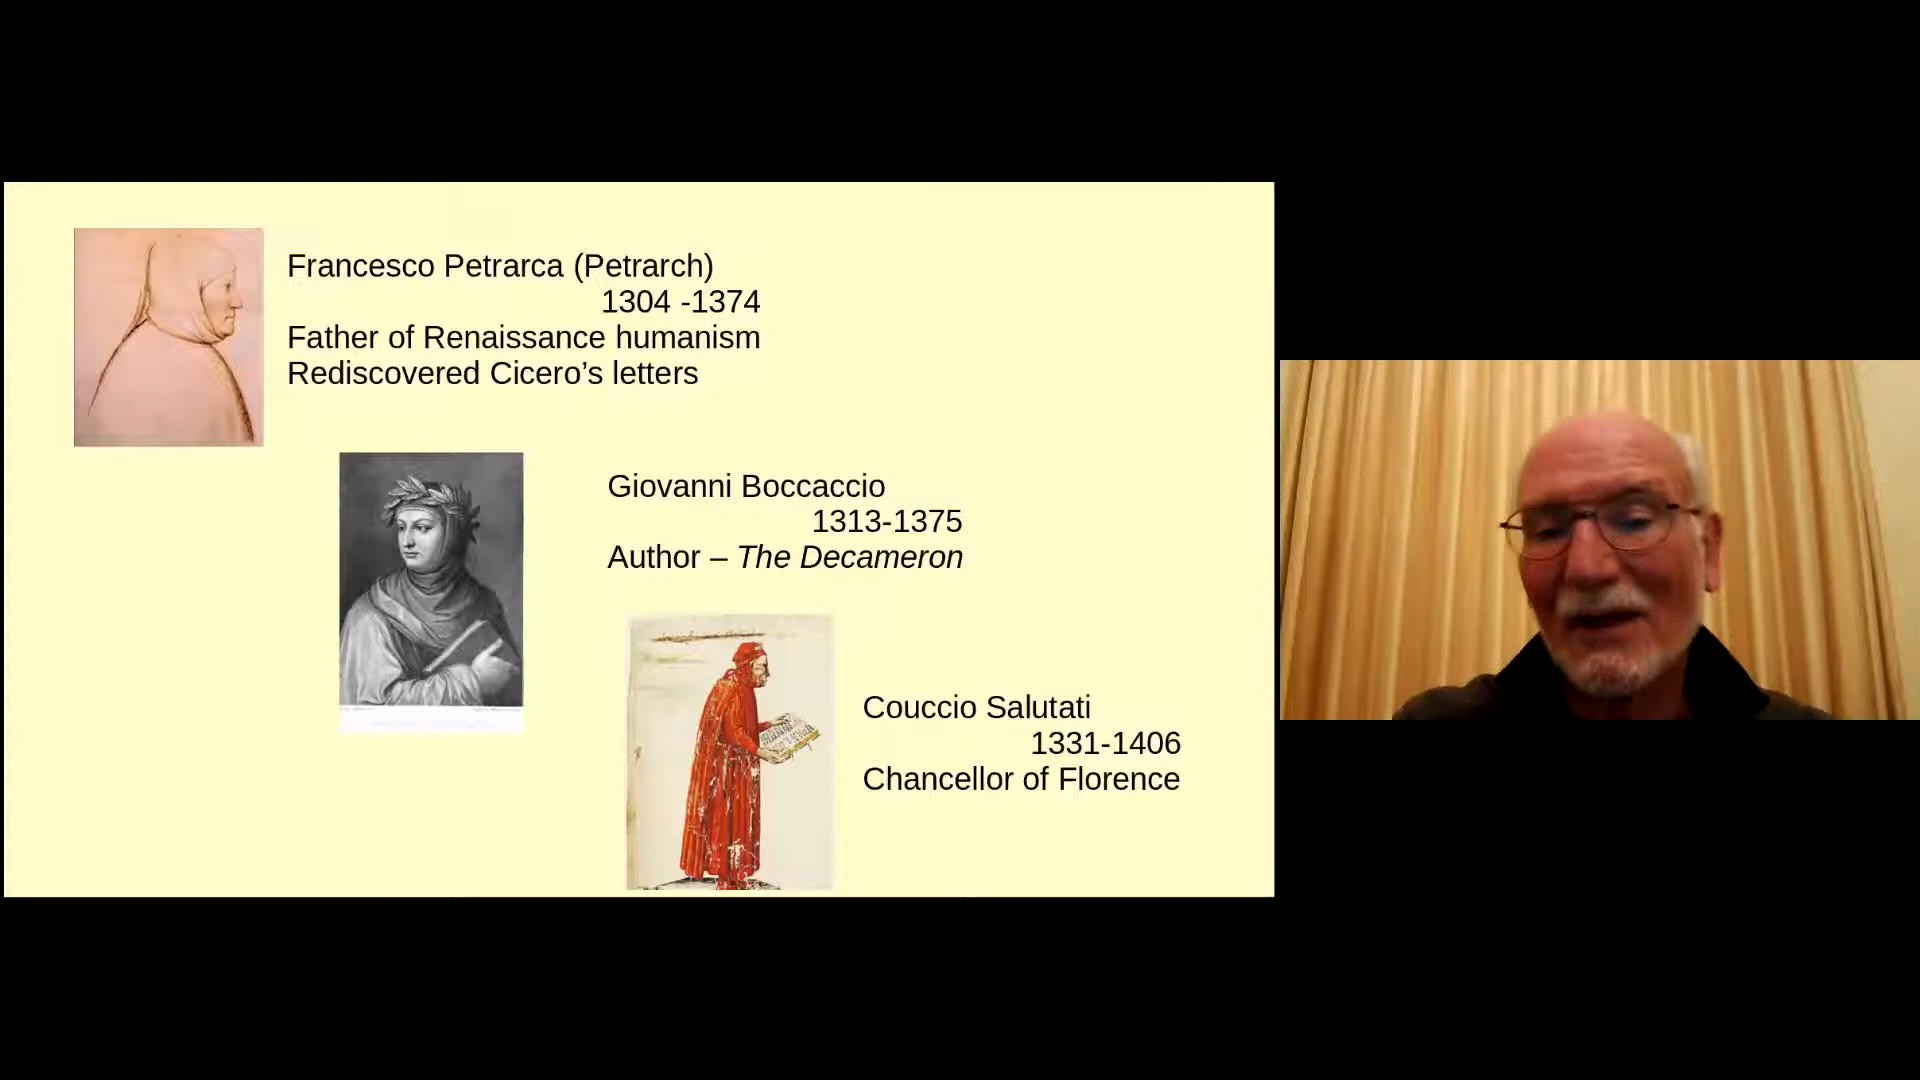 Francesco Petrarca (Petrarch)
1304 -1374
Father of Renaissance humanism
Rediscovered Cicero’s letters
Giovanni Boccaccio
1313-1375
Author – The Decameron
Couccio Salutati
1331-1406
Chancellor of Florence